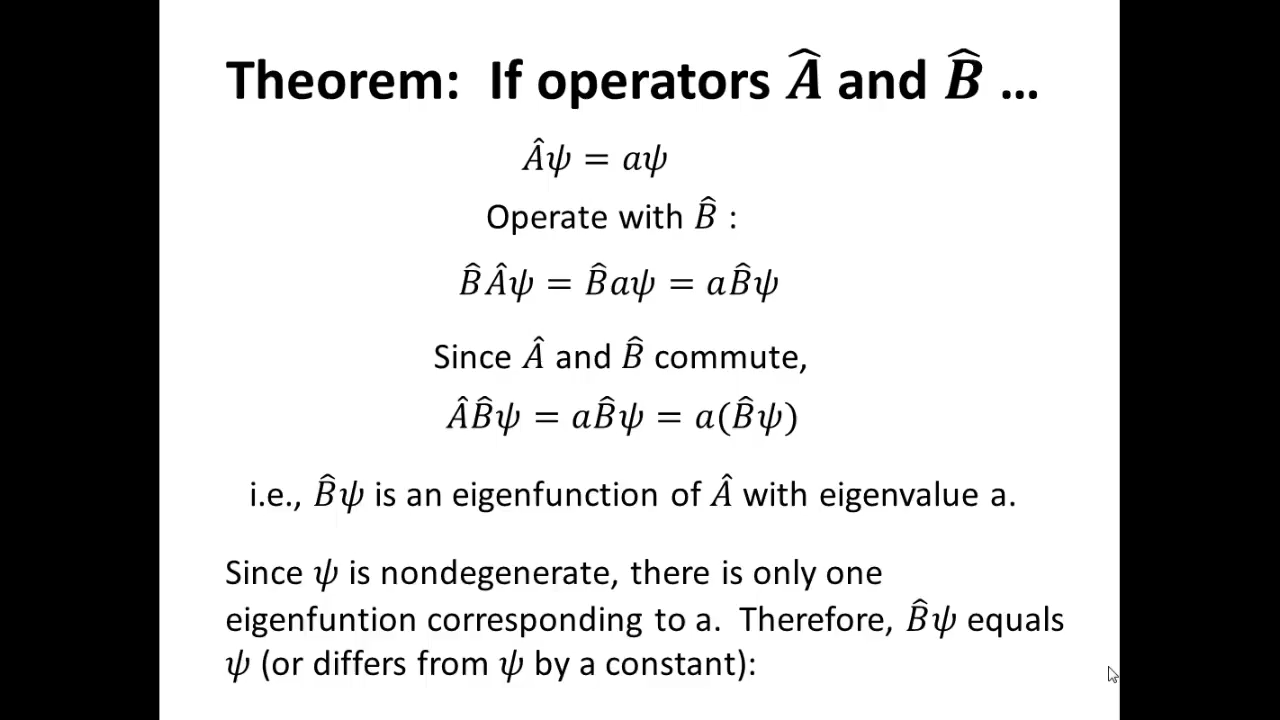 Theorem: If operators Â and B̂ ...
Âψ = aψ
Operate with B̂ :
B̂Âψ = B̂aψ = aB̂ψ
Since Â and B̂ commute,
ÂB̂ψ = aB̂ψ = a(B̂ψ)
i.e., B̂ψ is an eigenfunction of Â with eigenvalue a.
Since ψ is nondegenerate, there is only one
eigenfuntion corresponding to a. Therefore, B̂ψ equals
ψ (or differs from ψ by a constant):